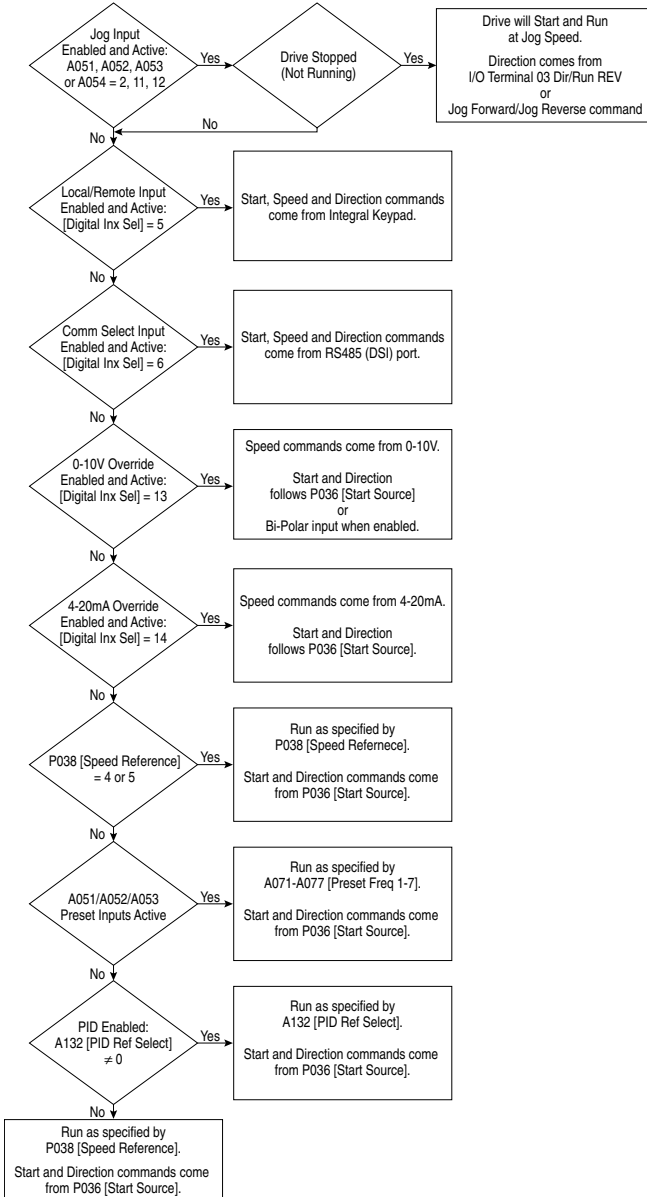 Jog Input
Enabled and Active:
A051, A052, A053
or A054 = 2, 11, 12
Yes
Drive Stopped
(Not Running)
Yes
Drive will Start and Run
at Jog Speed.
Direction comes from
I/O Terminal 03 Dir/Run REV
or
Jog Forward/Jog Reverse command
No
No
Local/Remote Input
Enabled and Active:
[Digital Inx Sel] = 5
Yes
Start, Speed and Direction commands
come from Integral Keypad.
No
Comm Select Input
Enabled and Active:
[Digital Inx Sel] = 6
Yes
Start, Speed and Direction commands
come from RS485 (DSI) port.
No
0-10V Override
Enabled and Active:
[Digital Inx Sel] = 13
Yes
Speed commands come from 0-10V.
Start and Direction
follows P036 [Start Source]
or
Bi-Polar input when enabled.
No
4-20mA Override
Enabled and Active:
[Digital Inx Sel] = 14
Yes
Speed commands come from 4-20mA.
Start and Direction
follows P036 [Start Source].
No
P038 [Speed Reference]
= 4 or 5
Yes
Run as specified by
P038 [Speed Refernece].
Start and Direction commands come
from P036 [Start Source].
No
A051/A052/A053
Preset Inputs Active
Yes
Run as specified by
A071-A077 [Preset Freq 1-7].
Start and Direction commands come
from P036 [Start Source].
No
PID Enabled:
A132 [PID Ref Select]
≠ 0
Yes
Run as specified by
A132 [PID Ref Select].
Start and Direction commands come
from P036 [Start Source].
No
Run as specified by
P038 [Speed Reference].
Start and Direction commands come
from P036 [Start Source].